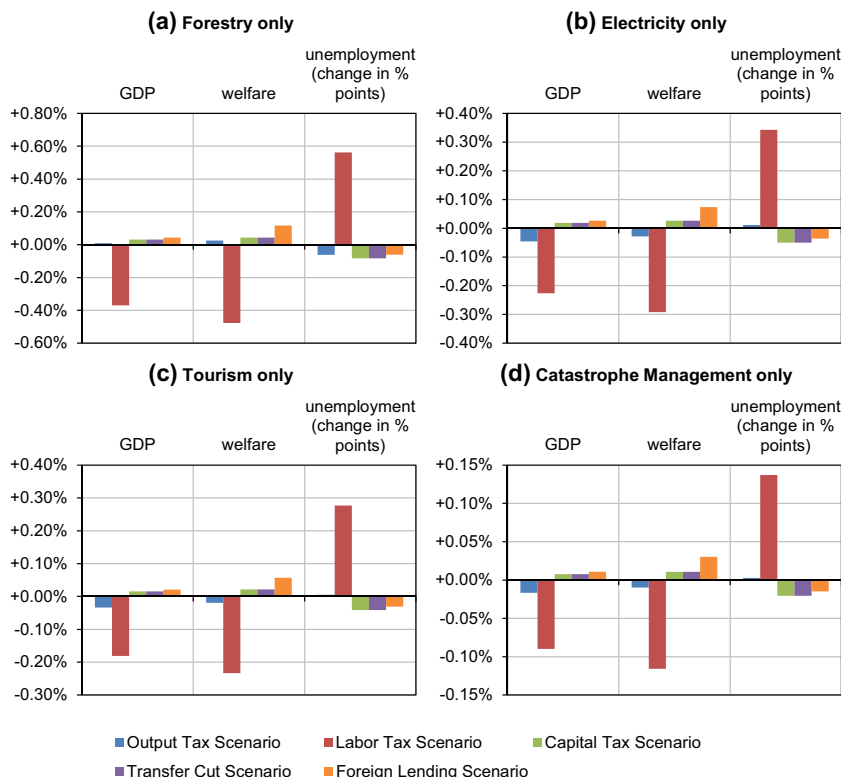 (a) Forestry only
GDP
welfare
unemployment
(change in %
points)
+0.80%
+0.60%
+0.40%
+0.20%
+0.00%
-0.20%
-0.40%
-0.60%
(b) Electricity only
GDP
welfare
unemployment
(change in %
points)
+0.40%
+0.30%
+0.20%
+0.10%
+0.00%
-0.10%
-0.20%
-0.30%
-0.40%
(c) Tourism only
GDP
welfare
unemployment
(change in %
points)
+0.40%
+0.30%
+0.20%
+0.10%
+0.00%
-0.10%
-0.20%
-0.30%
(d) Catastrophe Management only
GDP
welfare
unemployment
(change in %
points)
+0.15%
+0.10%
+0.05%
+0.00%
-0.05%
-0.10%
-0.15%
Output Tax Scenario
Labor Tax Scenario
Capital Tax Scenario
Transfer Cut Scenario
Foreign Lending Scenario